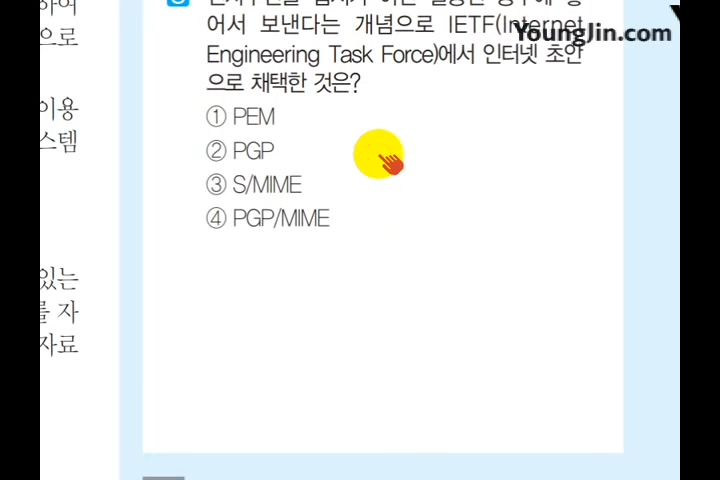 YoungJin.com
어서 보낸다는 개념으로 IETF(Internet
Engineering Task Force)에서 인터넷 초안
으로 채택한 것은?
① PEM
② PGP
③ S/MIME
④ PGP/MIME
으로
이용
스템
있는
를 자
자료